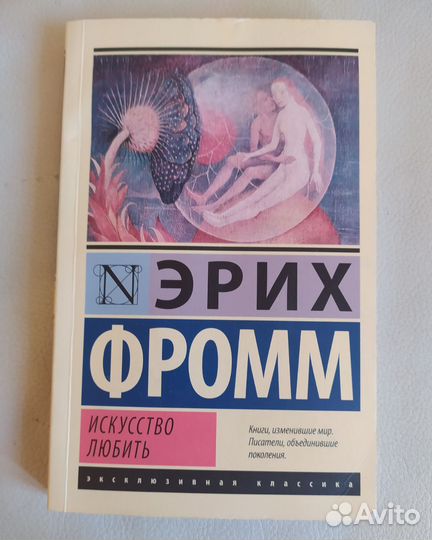 ЭРИХ
ФРОММ
ИСКУССТВО
ЛЮБИТЬ
Книги, изменившие мир.
Писатели, объединившие
поколения.
эксклюзивная классика
Avito